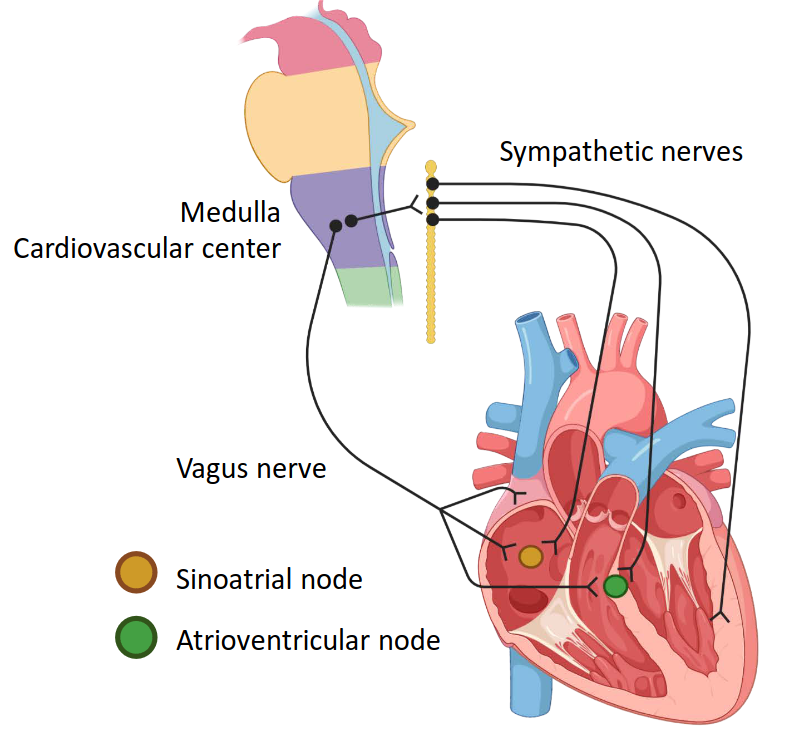 Sympathetic nerves
Medulla
Cardiovascular center
Vagus nerve
Sinoatrial node
Atrioventricular node